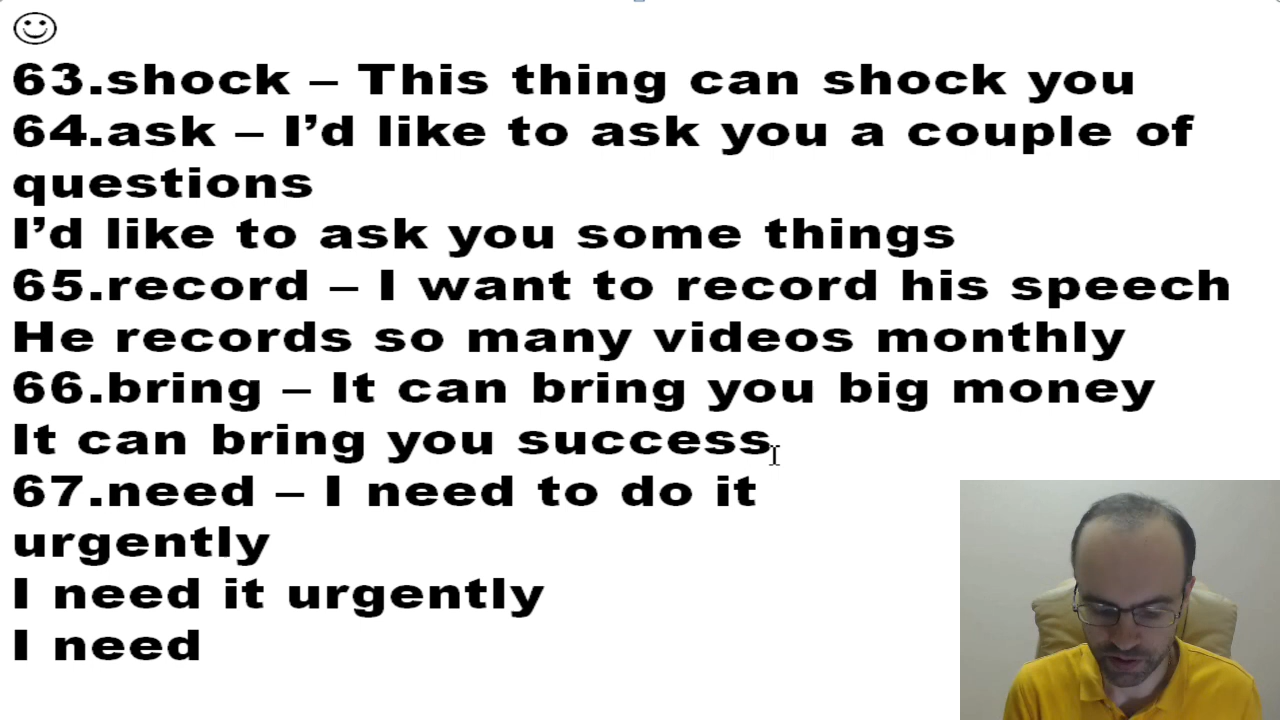 63.shock – This thing can shock you
64.ask – I’d like to ask you a couple of
questions
I’d like to ask you some things
65.record – I want to record his speech
He records so many videos monthly
66.bring – It can bring you big money
It can bring you success
67.need – I need to do it
urgently
I need it urgently
I need